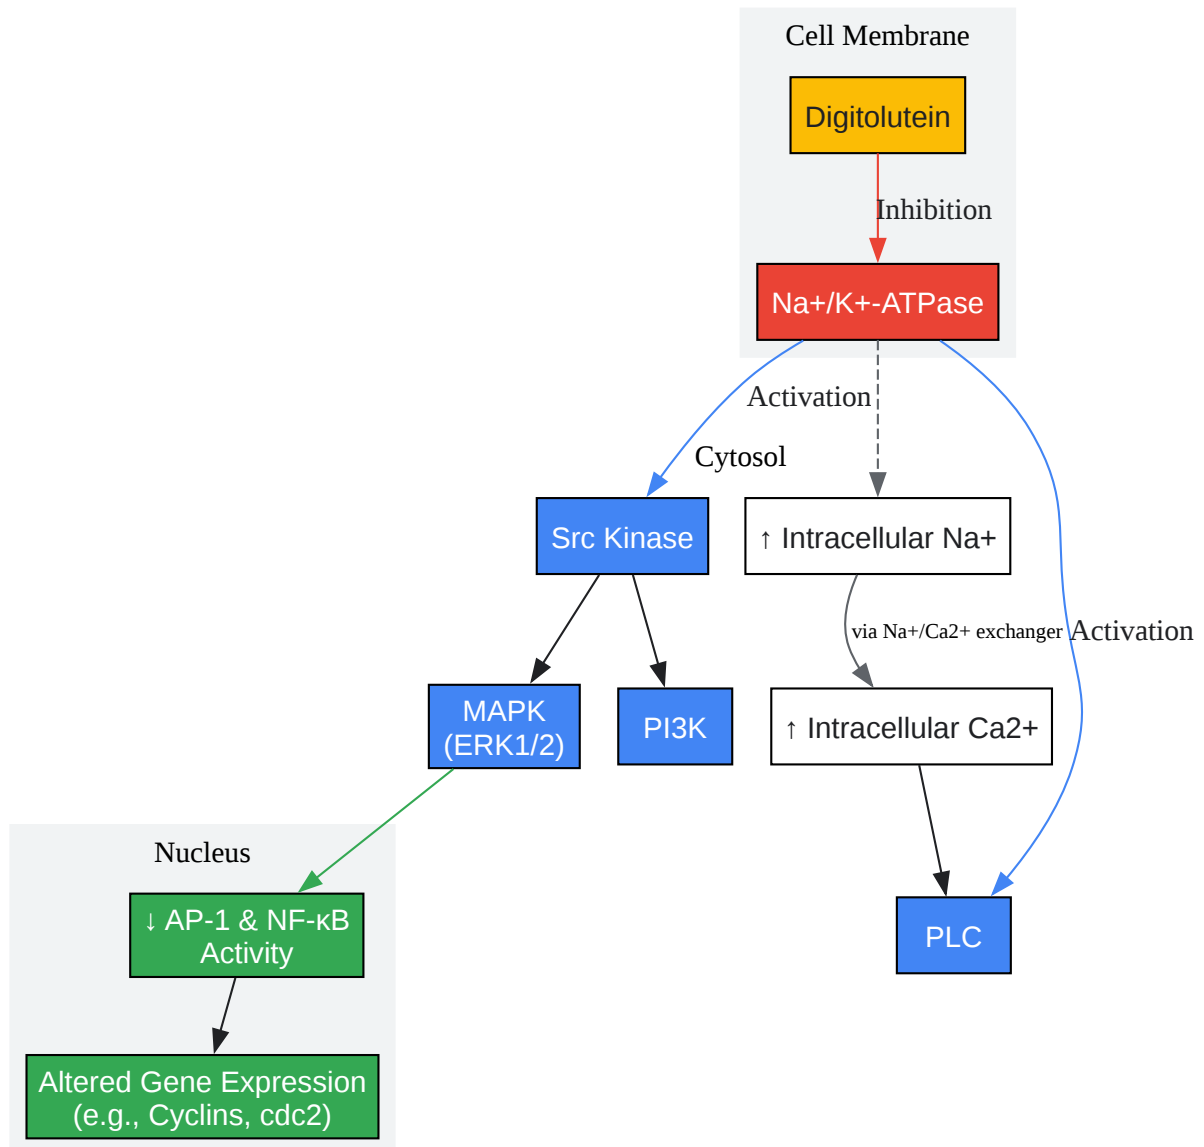 Cell Membrane
Digitolutein
Inhibition
Na+/K+-ATPase
Activation
Cytosol
Src Kinase
↑ Intracellular Na+
via Na+/Ca2+ exchanger
Activation
MAPK
(ERK1/2)
PI3K
↑ Intracellular Ca2+
Nucleus
↓ AP-1 & NF-κB
Activity
PLC
Altered Gene Expression
(e.g., Cyclins, cdc2)